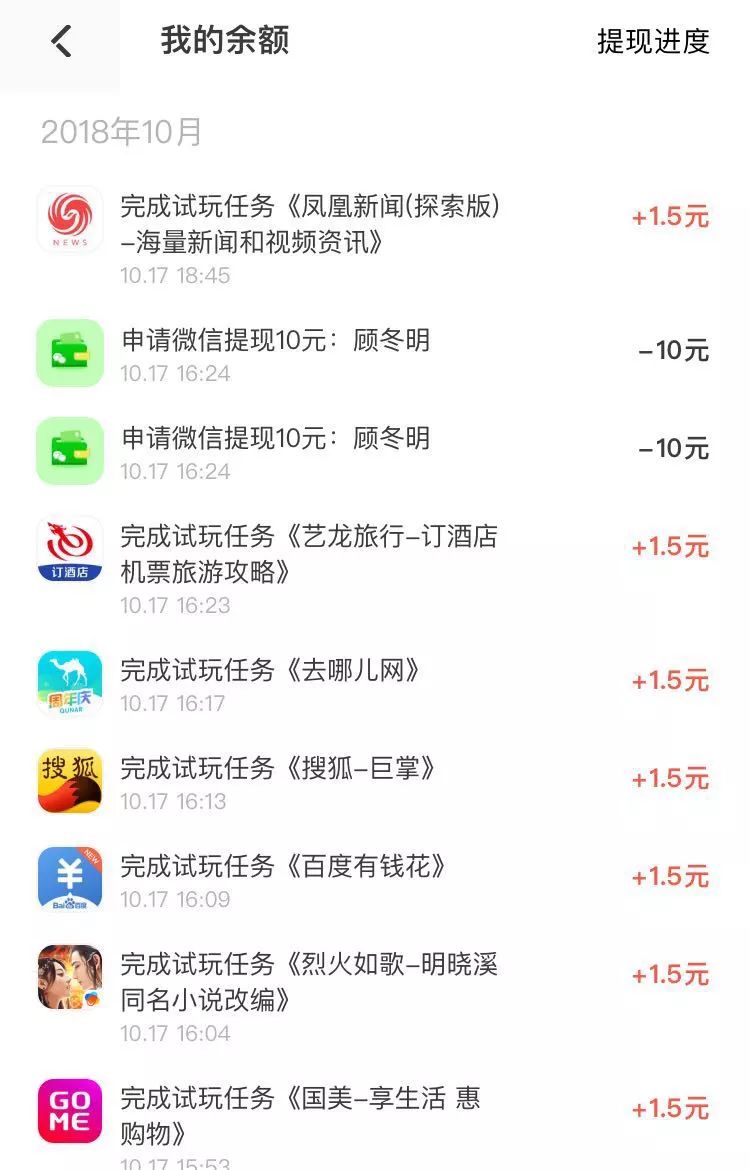 我的余额
提现进度
2018年10月
NEWS
完成试玩任务《凤凰新闻(探索版)
-海量新闻和视频资讯》
10.17 18:45
+1.5元
申请微信提现10元：顾冬明
10.17 16:24
-10元
申请微信提现10元：顾冬明
10.17 16:24
-10元
订酒店
完成试玩任务《艺龙旅行-订酒店
机票旅游攻略》
10.17 16:23
+1.5元
周年庆
QUNAR
完成试玩任务《去哪儿网》
10.17 16:17
+1.5元
搜狐
完成试玩任务《搜狐-巨掌》
10.17 16:13
+1.5元
NEW
¥
Bai百度
完成试玩任务《百度有钱花》
10.17 16:09
+1.5元
完成试玩任务《烈火如歌-明晓溪
同名小说改编》
10.17 16:04
+1.5元
GO
ME
完成试玩任务《国美-享生活 惠
购物》
10.17 15:53
+1.5元